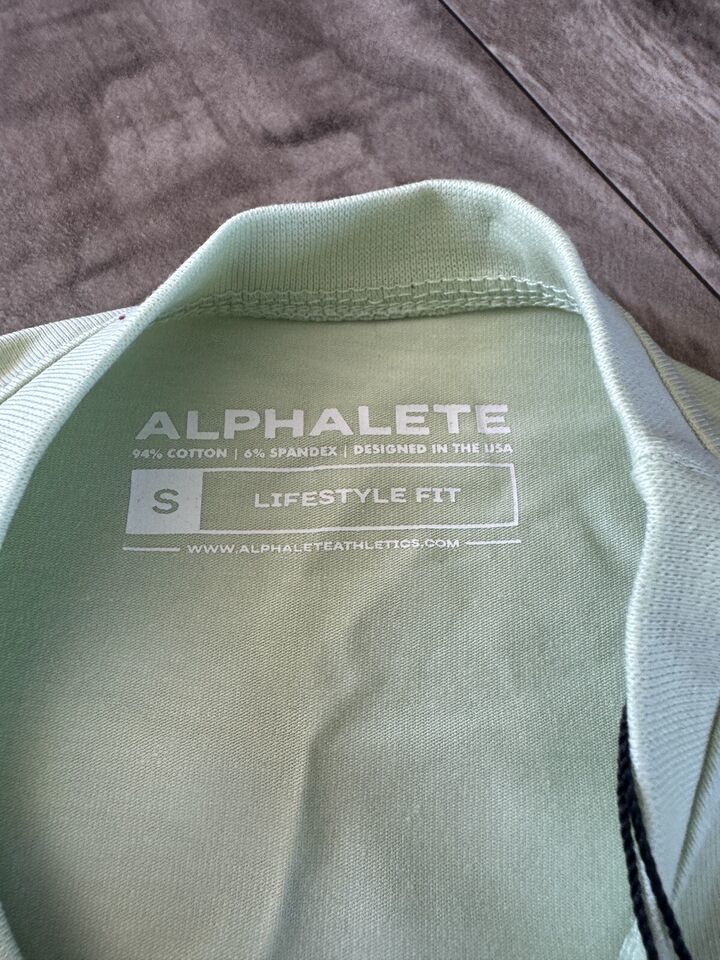 ALPHALETE
94% COTTON | 6% SPANDEX | DESIGNED IN THE USA
S LIFESTYLE FIT
WWW.ALPHALETEATHLETICS.COM